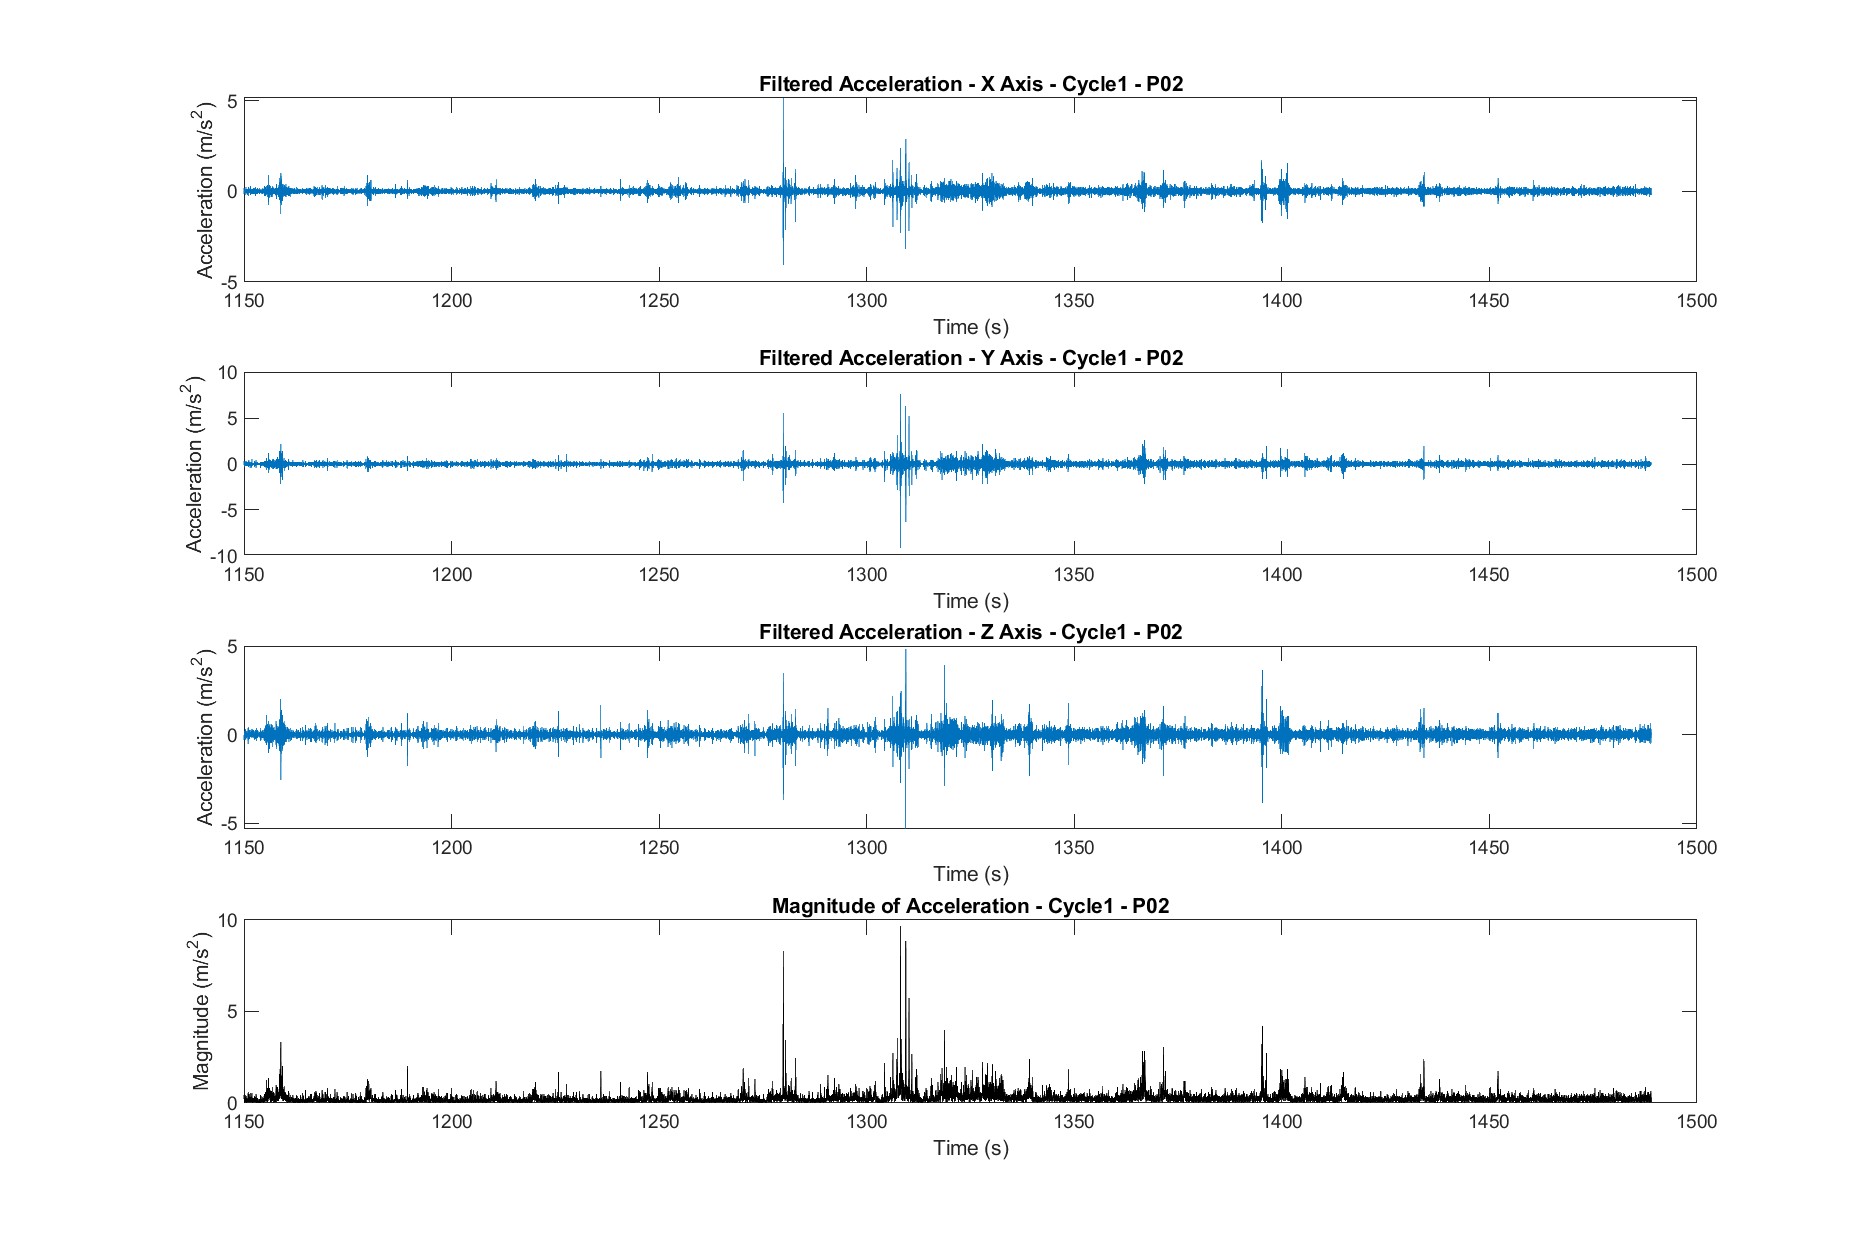 Filtered Acceleration - X Axis - Cycle1 - P02
Acceleration (m/s²)
5
0
-5
1150 1200 1250 1300 1350 1400 1450 1500
Time (s)
Filtered Acceleration - Y Axis - Cycle1 - P02
Acceleration (m/s²)
10
5
0
-5
-10
1150 1200 1250 1300 1350 1400 1450 1500
Time (s)
Filtered Acceleration - Z Axis - Cycle1 - P02
Acceleration (m/s²)
5
0
-5
1150 1200 1250 1300 1350 1400 1450 1500
Time (s)
Magnitude of Acceleration - Cycle1 - P02
Magnitude (m/s²)
10
5
0
1150 1200 1250 1300 1350 1400 1450 1500
Time (s)